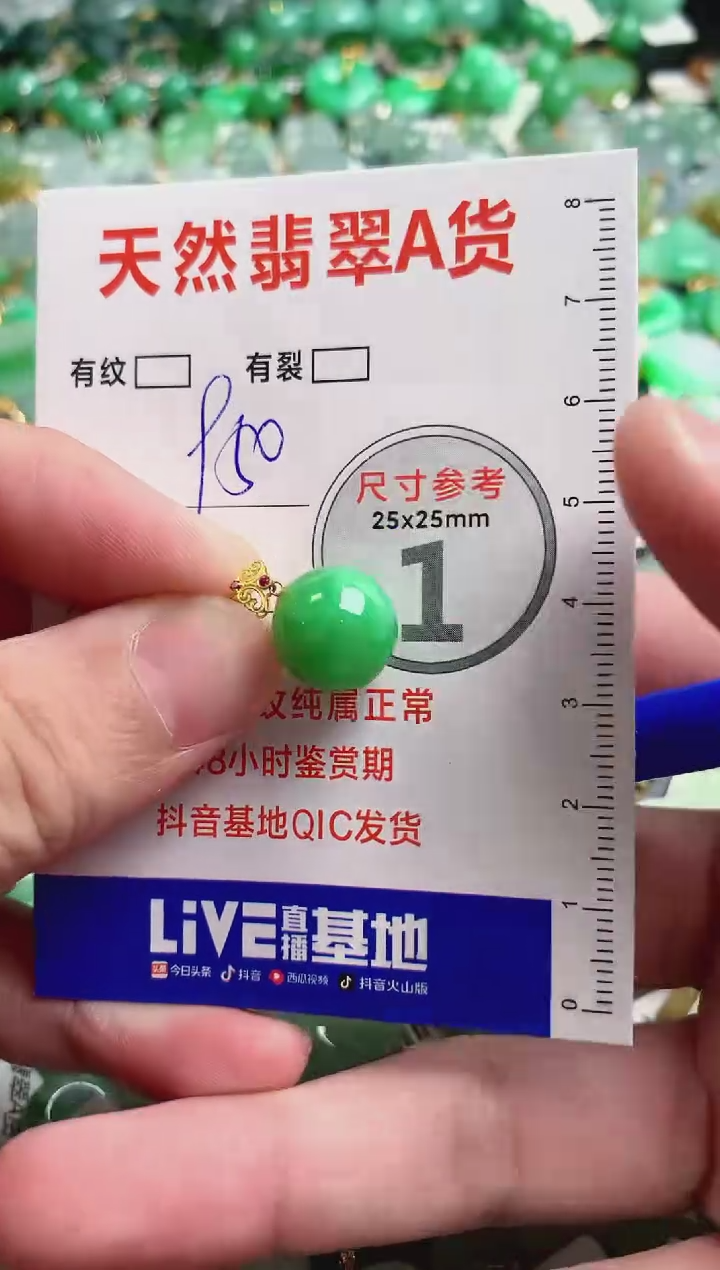 天然翡翠A货
有纹 有裂
P50
尺寸参考
25x25mm
1
纹纯属正常
48小时鉴赏期
抖音基地QIC发货
LiVE直播基地
头条 今日头条 抖音 西瓜视频 抖音火山版
8
7
6
5
4
3
2
1
0